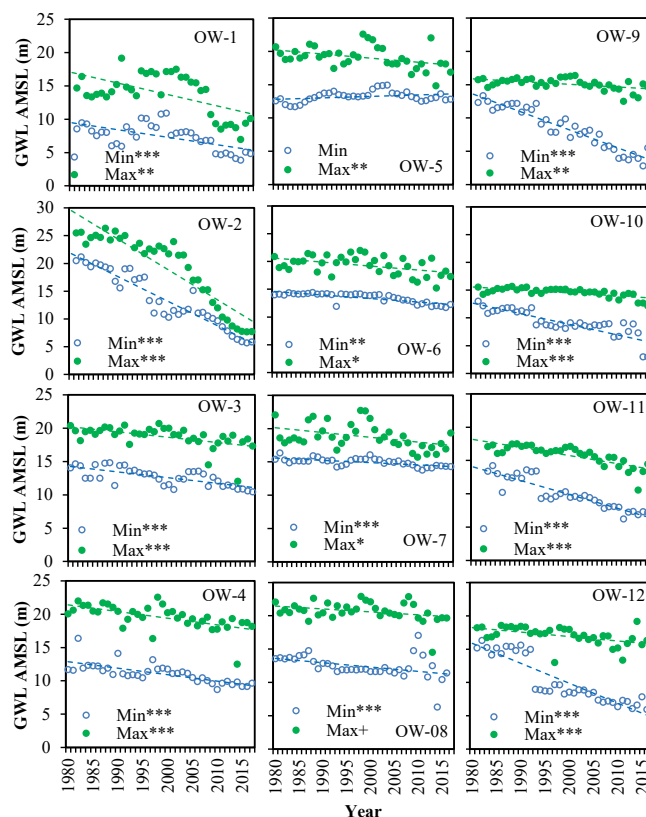 GWL AMSL (m)
25
20
15
10
5
0
OW-1
Min***
Max**
OW-5
Min
Max**
OW-9
Min***
Max**
GWL AMSL (m)
30
25
20
15
10
5
0
OW-2
Min***
Max***
OW-6
Min**
Max*
OW-10
Min***
Max***
GWL AMSL (m)
25
20
15
10
5
0
OW-3
Min***
Max***
OW-7
Min***
Max*
OW-11
Min***
Max***
GWL AMSL (m)
25
20
15
10
5
0
OW-4
Min***
Max***
OW-08
Min***
Max+
OW-12
Min***
Max***
1980 1985 1990 1995 2000 2005 2010 2015
1980 1985 1990 1995 2000 2005 2010 2015
1980 1985 1990 1995 2000 2005 2010 2015
Year